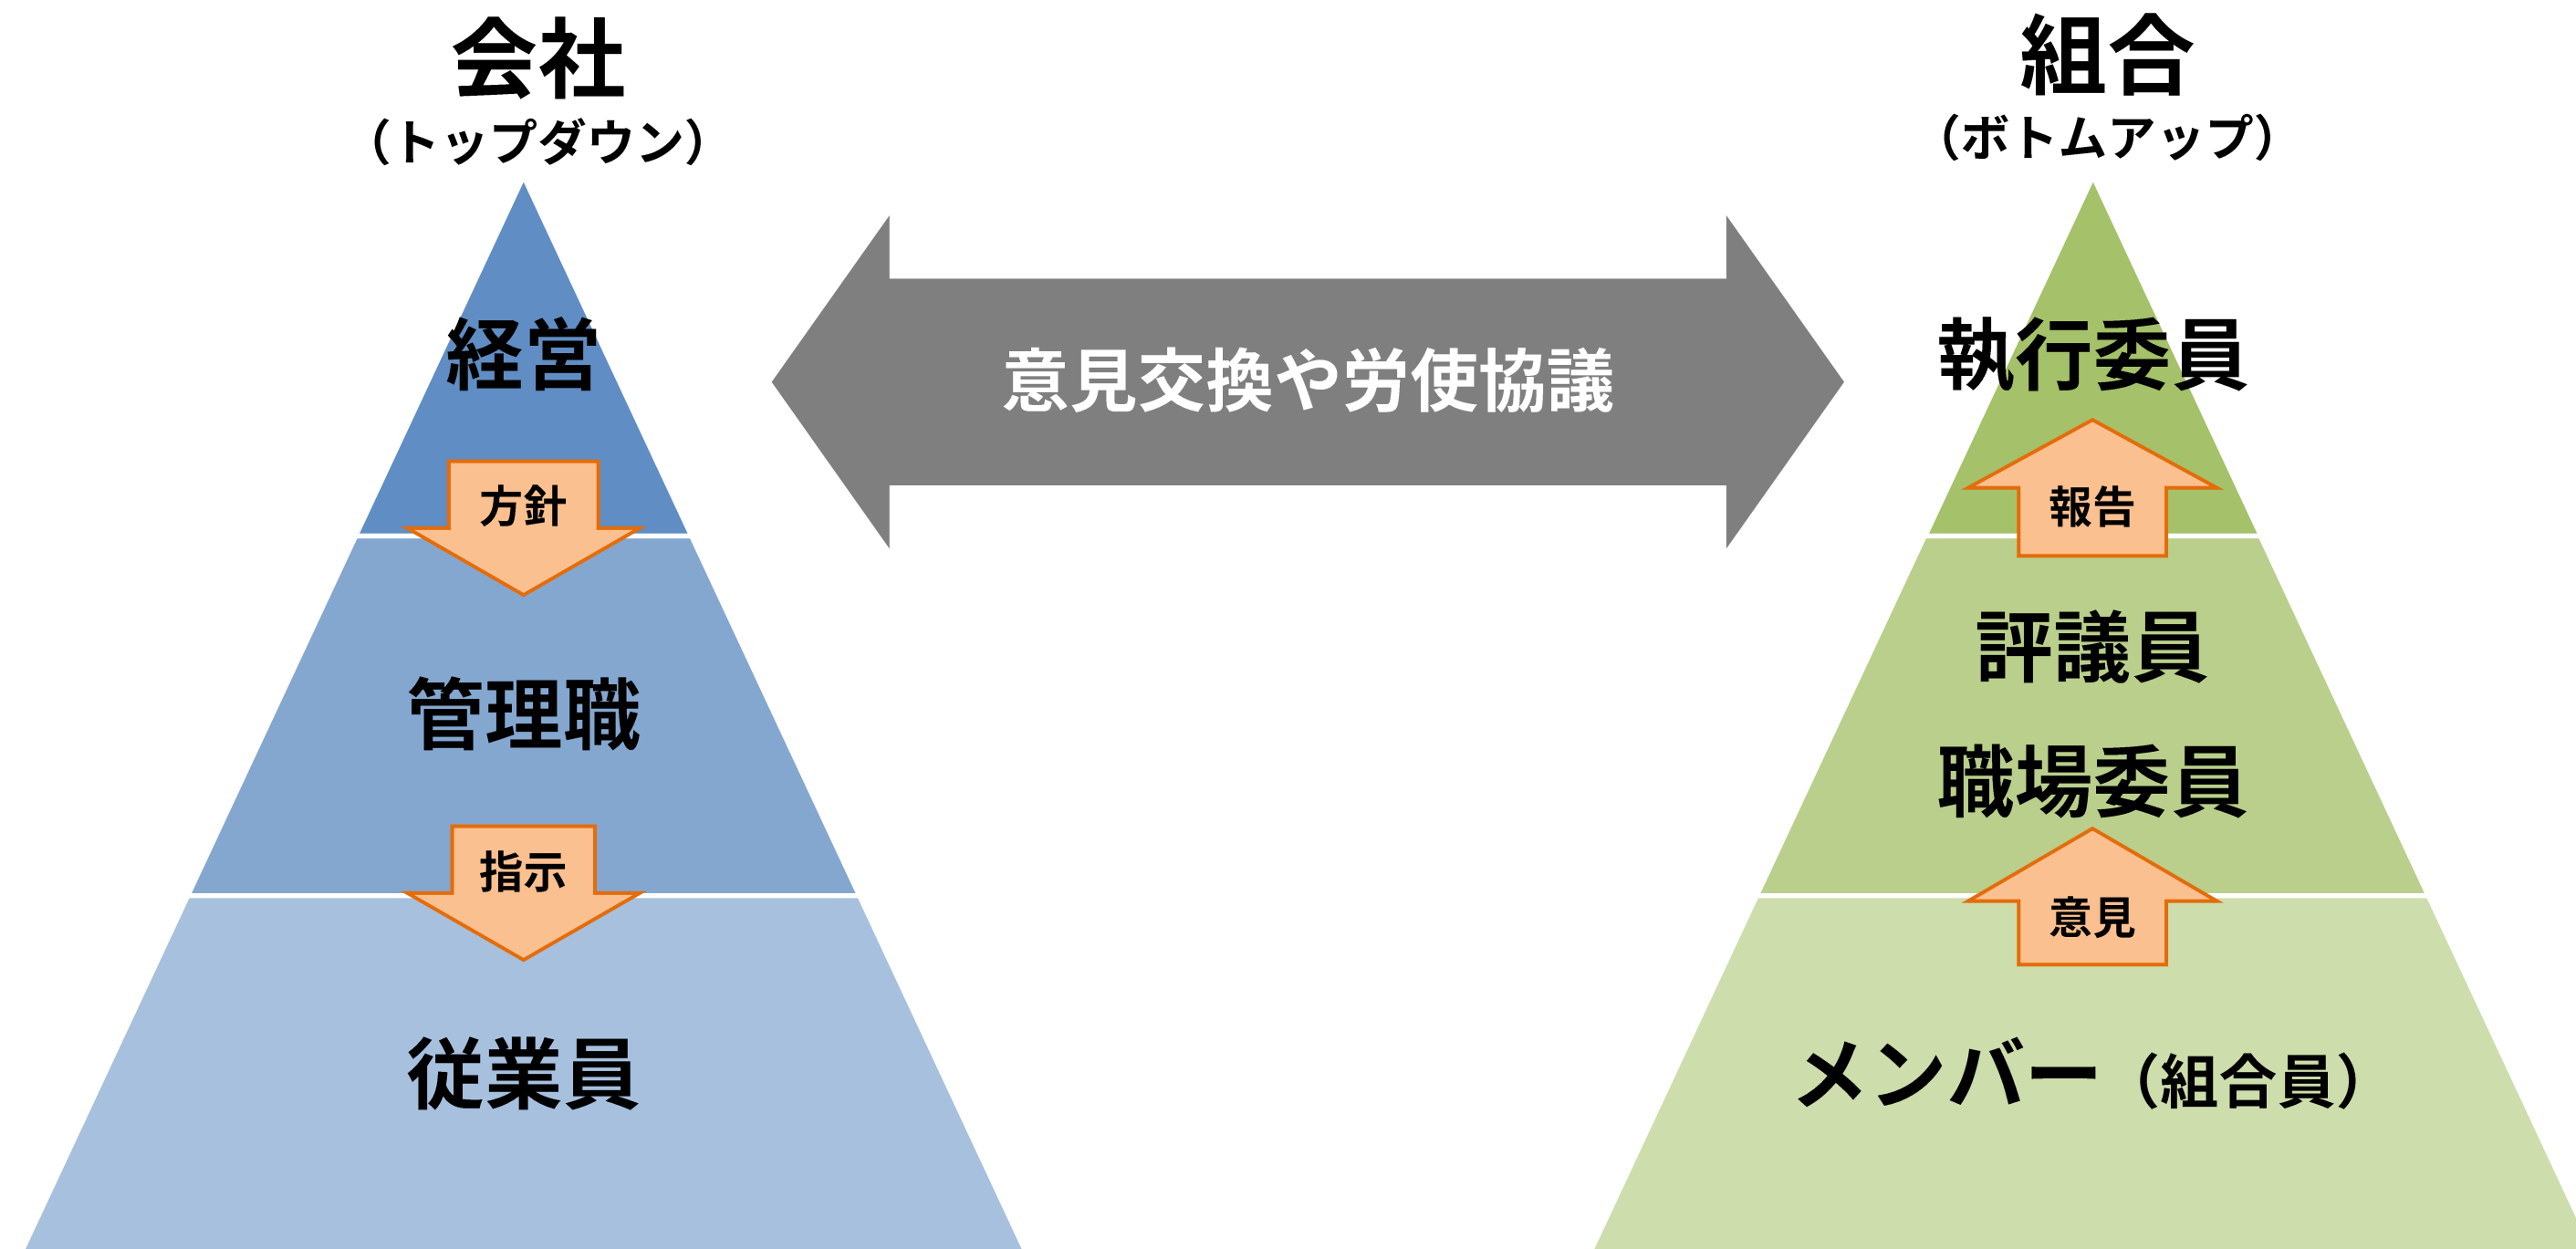 会社
（トップダウン）
経営
方針
管理職
指示
従業員
意見交換や労使協議
組合
（ボトムアップ）
執行委員
報告
評議員
職場委員
意見
メンバー（組合員）